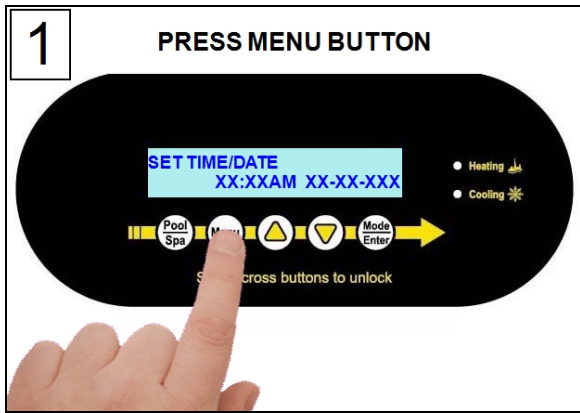 1
PRESS MENU BUTTON
SET TIME/DATE
XX:XXAM XX-XX-XXX
Heating
Cooling
Pool
Spa
Mode
Enter
cross buttons to unlock